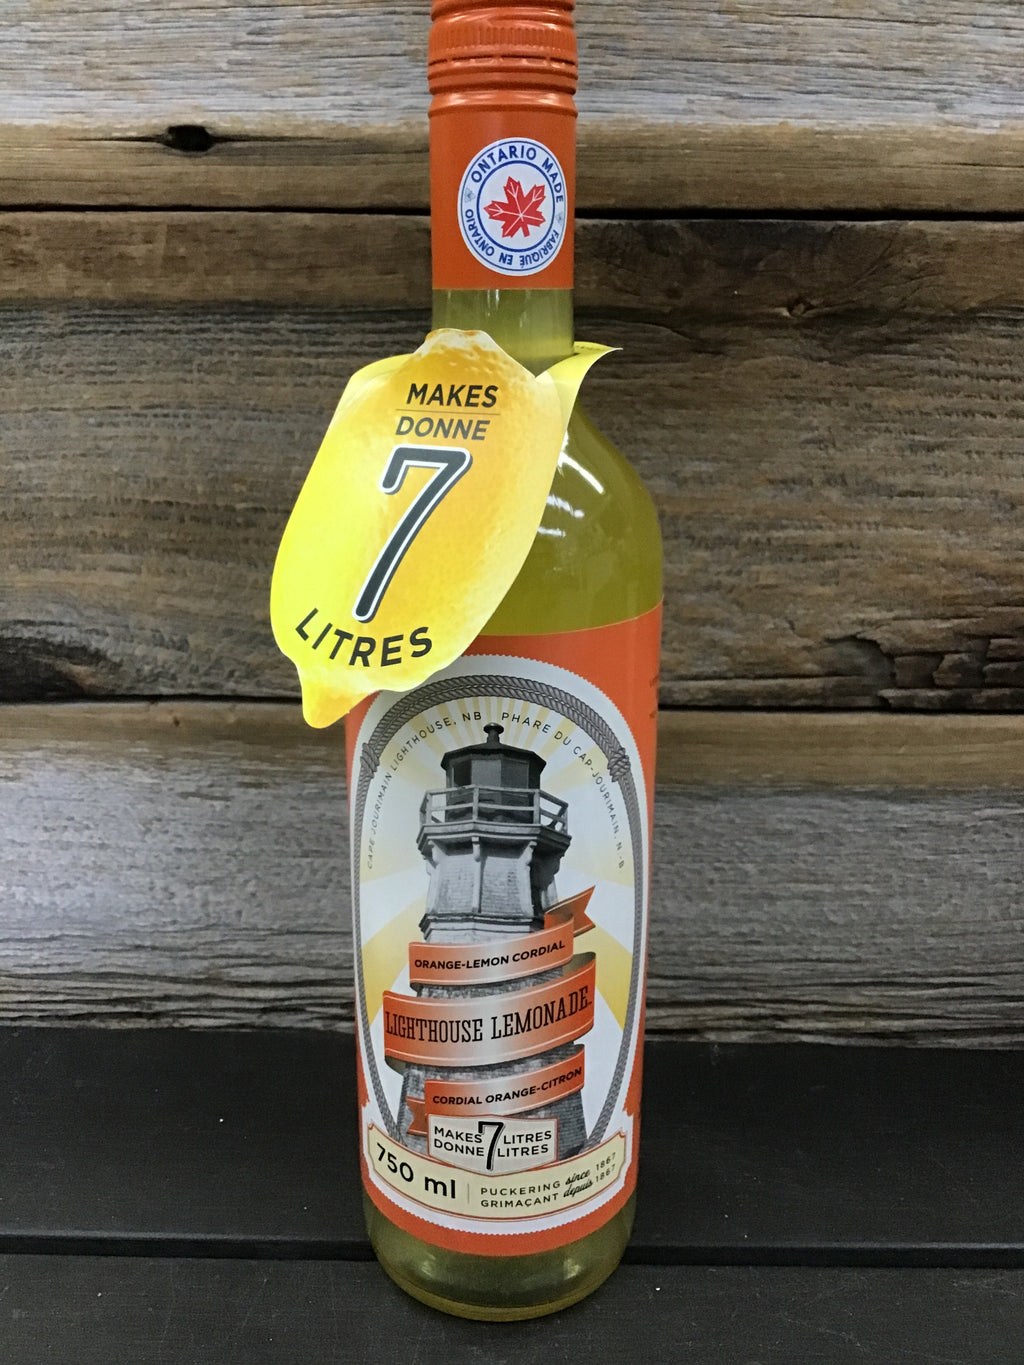 ONTARIO MADE
FABRIQUÉ EN ONTARIO
MAKES
DONNE
7
LITRES
CAPE JOURIMAIN LIGHTHOUSE, NB
PHARE DU CAP-JOURIMAIN, N.-B
ORANGE-LEMON CORDIAL
LIGHTHOUSE LEMONADE
CORDIAL ORANGE-CITRON
MAKES 7 LITRES
DONNE LITRES
750 ml
PUCKERING since 1867
GRIMAÇANT depuis 1867